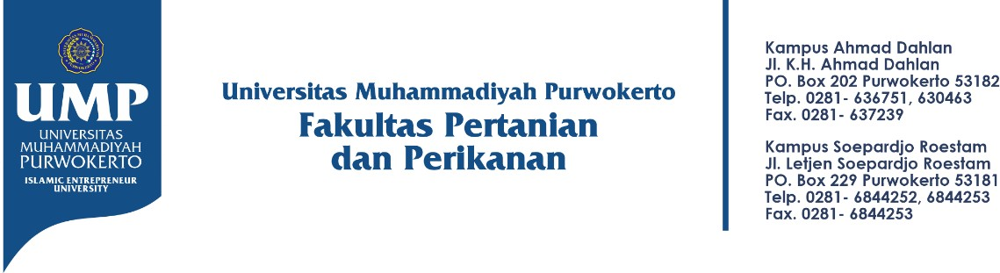 UMP
UNIVERSITAS
MUHAMMADIYAH
PURWOKERTO
ISLAMIC ENTREPRENEUR
UNIVERSITY
Universitas Muhammadiyah Purwokerto
Fakultas Pertanian
dan Perikanan
Kampus Ahmad Dahlan
Jl. K.H. Ahmad Dahlan
PO. Box 202 Purwokerto 53182
Telp. 0281- 636751, 630463
Fax. 0281- 637239
Kampus Soepardjo Roestam
Jl. Letjen Soepardjo Roestam
PO. Box 229 Purwokerto 53181
Telp. 0281- 6844252, 6844253
Fax. 0281- 6844253